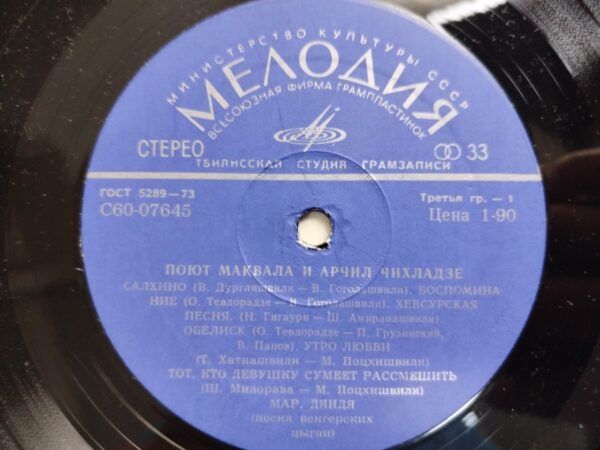 МИНИСТЕРСТВО КУЛЬТУРЫ СССР
МЕЛОДИЯ
ВСЕСОЮЗНАЯ ФИРМА ГРАМПЛАСТИНОК
СТЕРЕО
33
ТБИЛИССКАЯ СТУДИЯ ГРАМЗАПИСИ
ГОСТ 5289—73
Третья гр. — 1
С60-07645
Цена 1-90
ПОЮТ МАКВАЛА И АРЧИЛ ЧИХЛАДЗЕ
САЛХИНО (В. Дурглишвили — В. Гоголашвили), ВОСПОМИНА
НИЕ (О. Тевдорадзе — В. Гоголашвили), ХЕВСУРСКАЯ
ПЕСНЯ, (Н. Гигаури — Ш. Амиранашвили)
ОБЕЛИСК (О. Тевдорадзе — П. Грузинский,
В. Панов), УТРО ЛЮБВИ
(Т. Хатиашвили — М. Поцхишвили)
ТОТ, КТО ДЕВУШКУ СУМЕЕТ РАССМЕШИТЬ
(Ш. Милорава — М. Поцхишвили)
МАР, ДЯНДЯ
(песня венгерских
цыган)